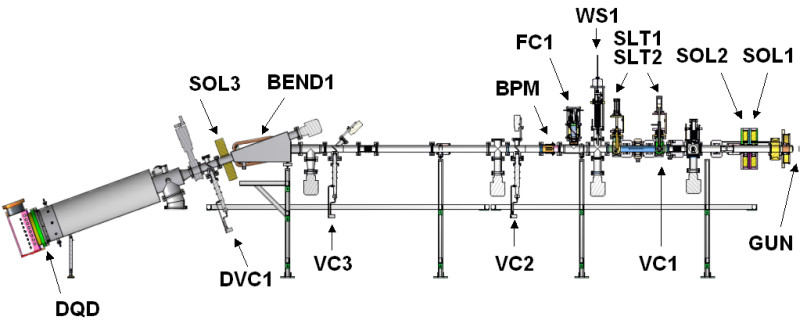 WS1
FC1
SLT1
SLT2
SOL2
SOL1
SOL3
BEND1
BPM
GUN
VC3
VC2
VC1
DVC1
DQD